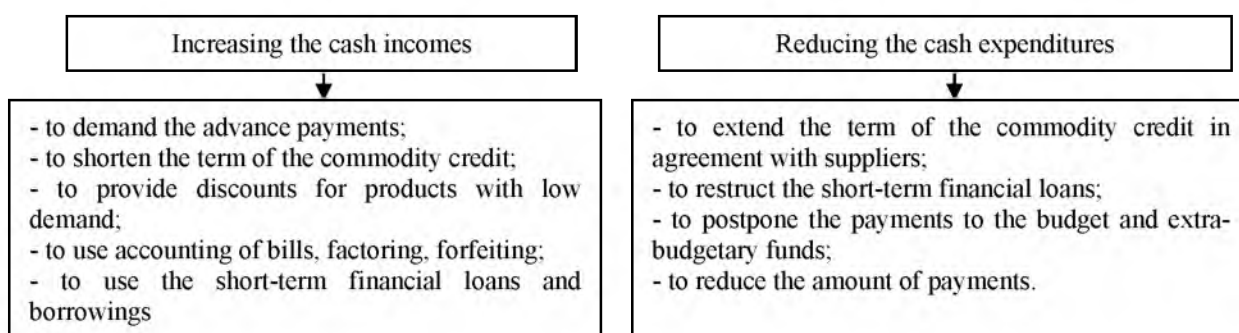 Increasing the cash incomes
- to demand the advance payments;
- to shorten the term of the commodity credit;
- to provide discounts for products with low
demand;
- to use accounting of bills, factoring, forfeiting;
- to use the short-term financial loans and
borrowings
Reducing the cash expenditures
- to extend the term of the commodity credit in
agreement with suppliers;
- to restruct the short-term financial loans;
- to postpone the payments to the budget and extra-
budgetary funds;
- to reduce the amount of payments.